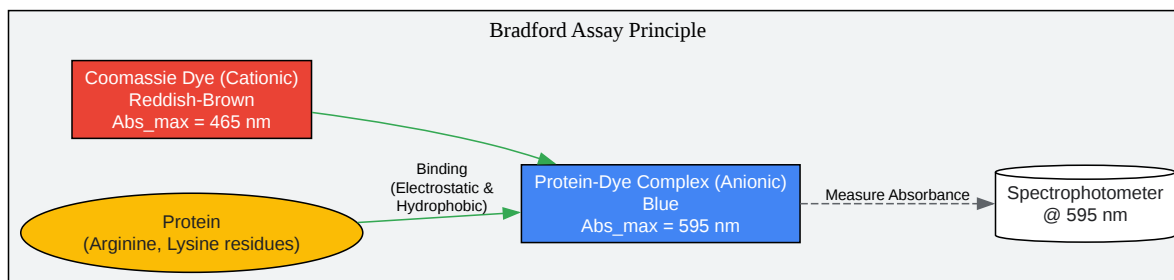 Bradford Assay Principle
Coomassie Dye (Cationic)
Reddish-Brown
Abs_max = 465 nm
Protein
(Arginine, Lysine residues)
Binding
(Electrostatic &
Hydrophobic)
Protein-Dye Complex (Anionic)
Blue
Abs_max = 595 nm
Measure Absorbance
Spectrophotometer
@ 595 nm